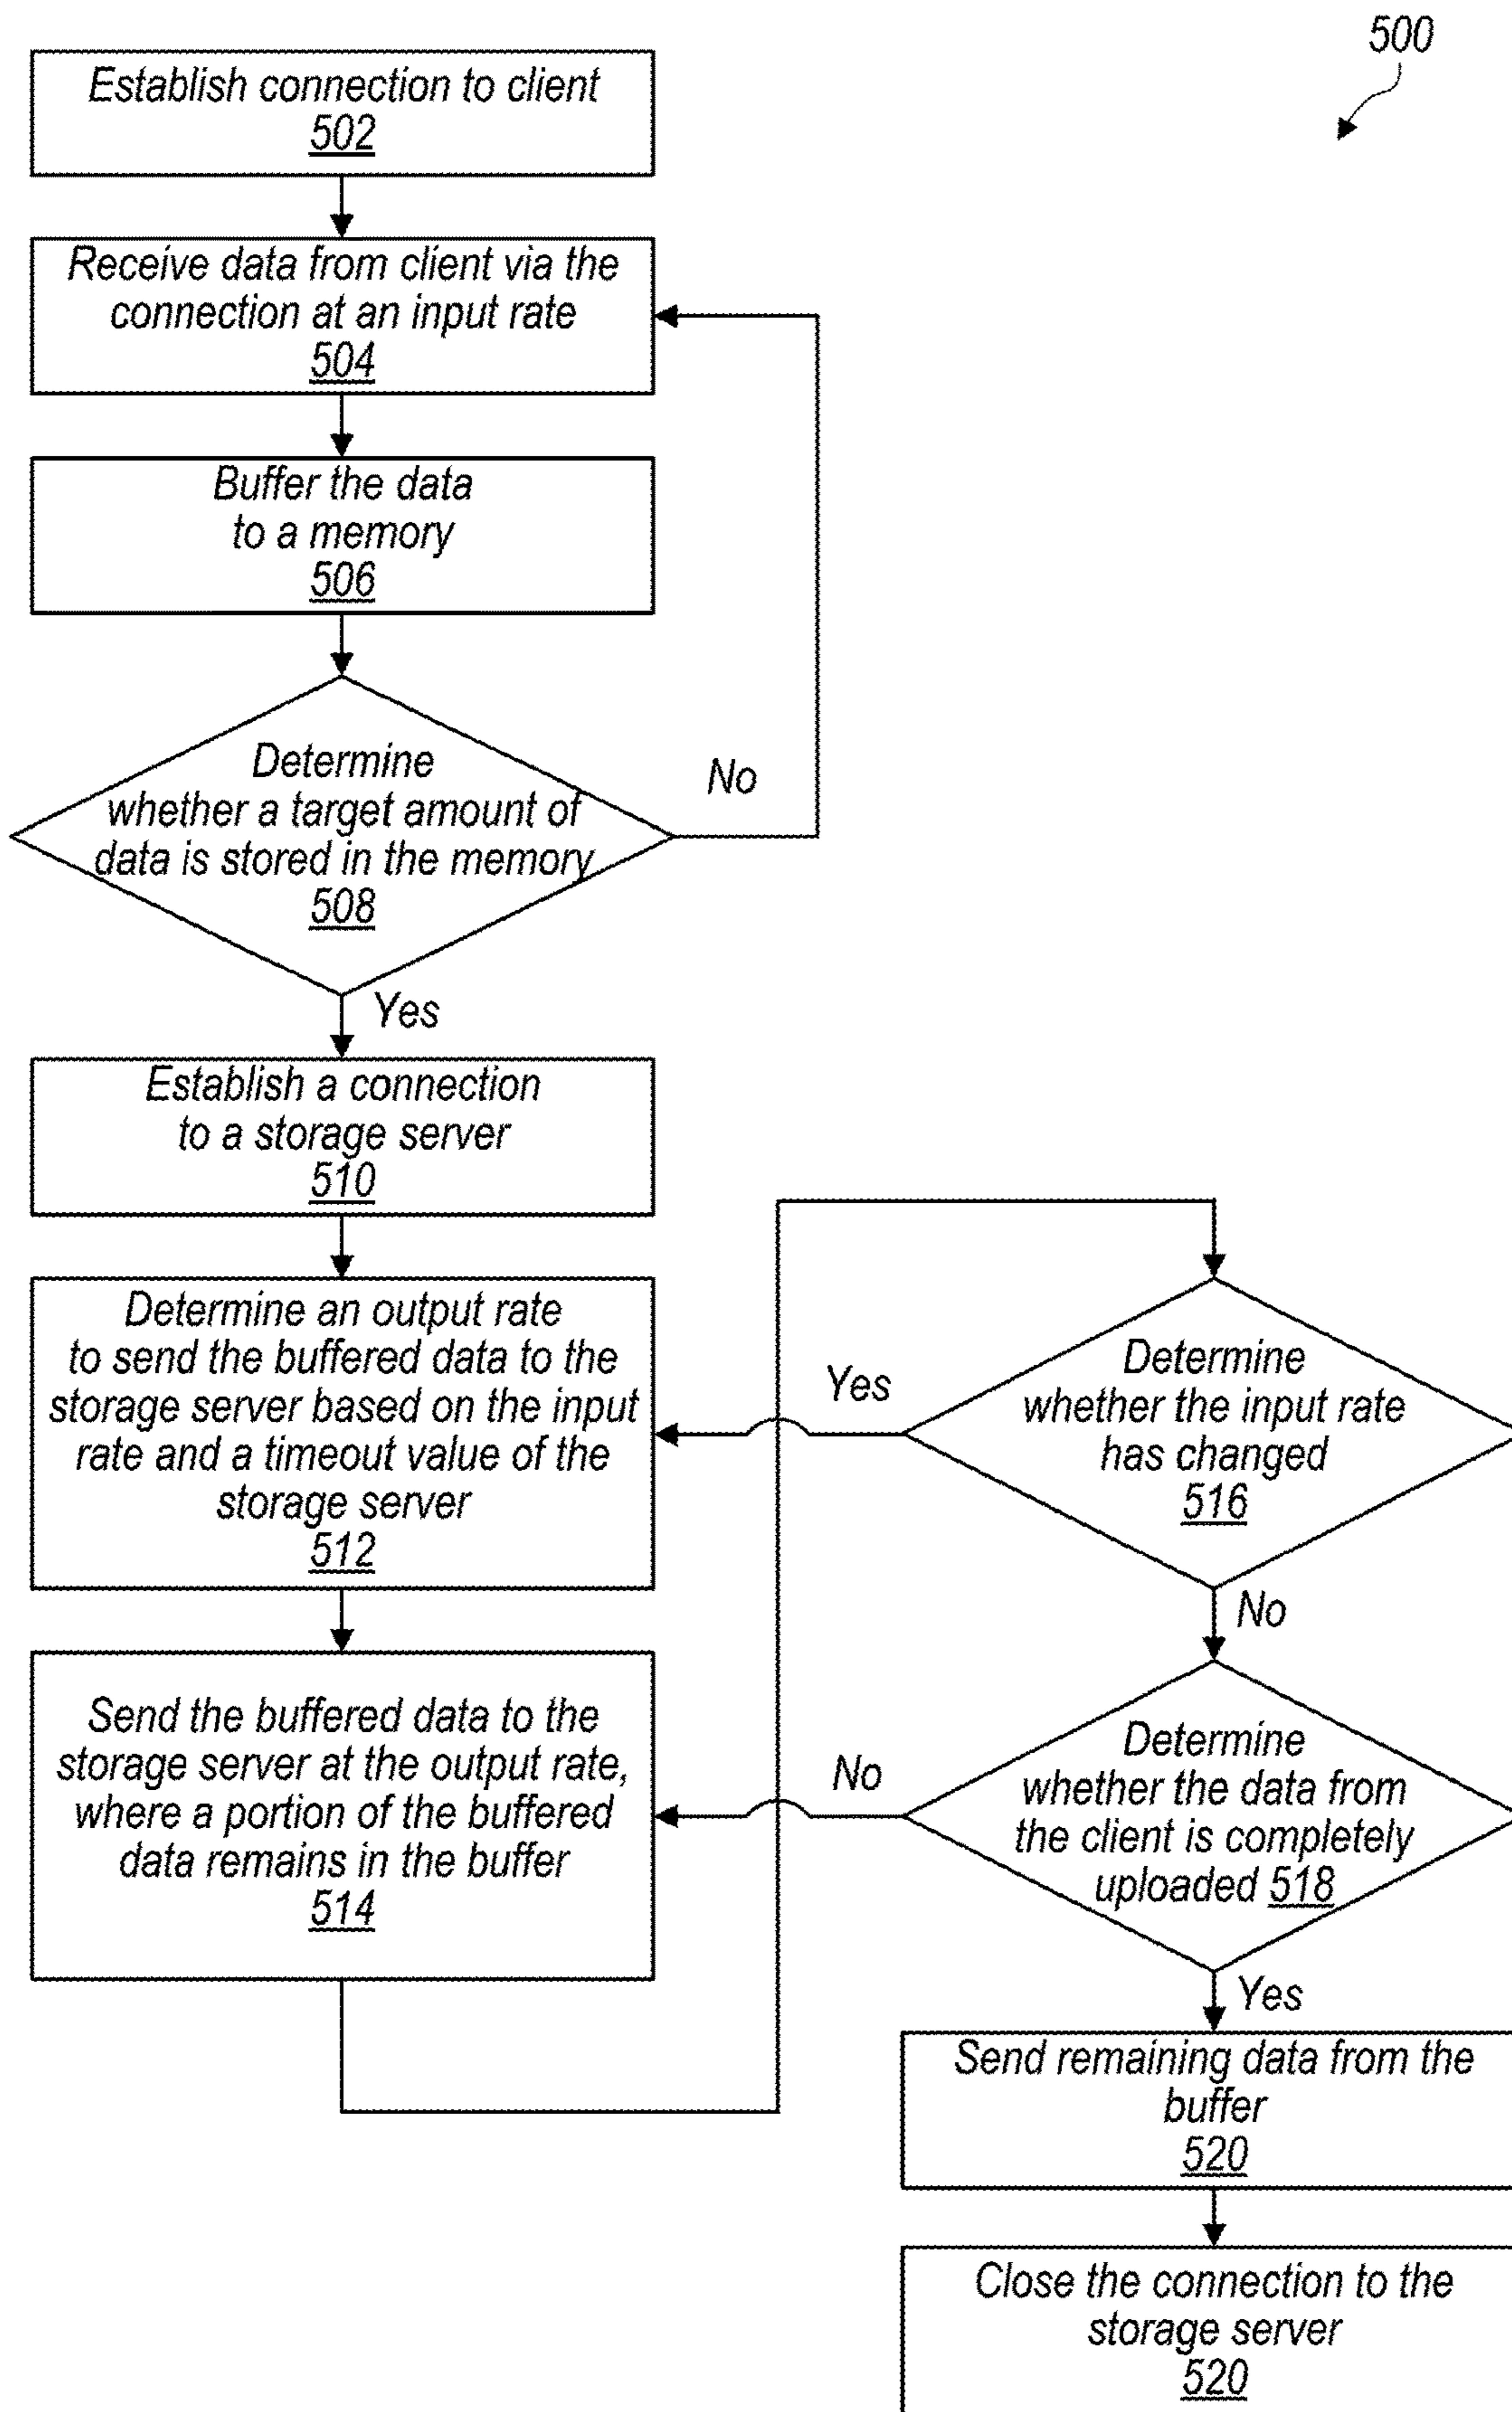 500
Establish connection to client
502
Receive data from client via the
connection at an input rate
504
Buffer the data
to a memory
506
Determine
whether a target amount of
data is stored in the memory
508
No
Yes
Establish a connection
to a storage server
510
Determine an output rate
to send the buffered data to the
storage server based on the input
rate and a timeout value of the
storage server
512
Send the buffered data to the
storage server at the output rate,
where a portion of the buffered
data remains in the buffer
514
Yes
Determine
whether the input rate
has changed
516
No
No
Determine
whether the data from
the client is completely
uploaded 518
Yes
Send remaining data from the
buffer
520
Close the connection to the
storage server
520